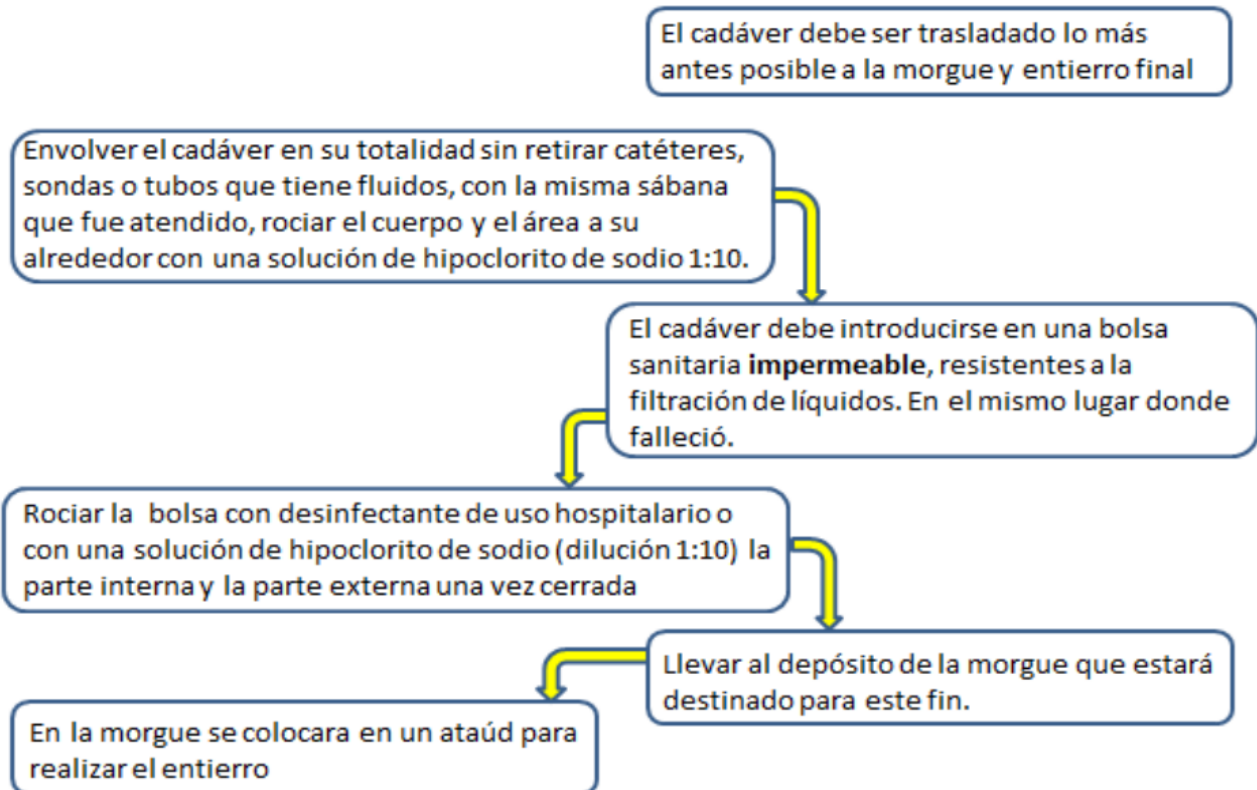 El cadáver debe ser trasladado lo más
antes posible a la morgue y entierro final
Envolver el cadáver en su totalidad sin retirar catéteres,
sondas o tubos que tiene fluidos, con la misma sábana
que fue atendido, rociar el cuerpo y el área a su
alrededor con una solución de hipoclorito de sodio 1:10.
El cadáver debe introducirse en una bolsa
sanitaria impermeable, resistentes a la
filtración de líquidos. En el mismo lugar donde
falleció.
Rociar la bolsa con desinfectante de uso hospitalario o
con una solución de hipoclorito de sodio (dilución 1:10) la
parte interna y la parte externa una vez cerrada
Llevar al depósito de la morgue que estará
destinado para este fin.
En la morgue se colocara en un ataúd para
realizar el entierro